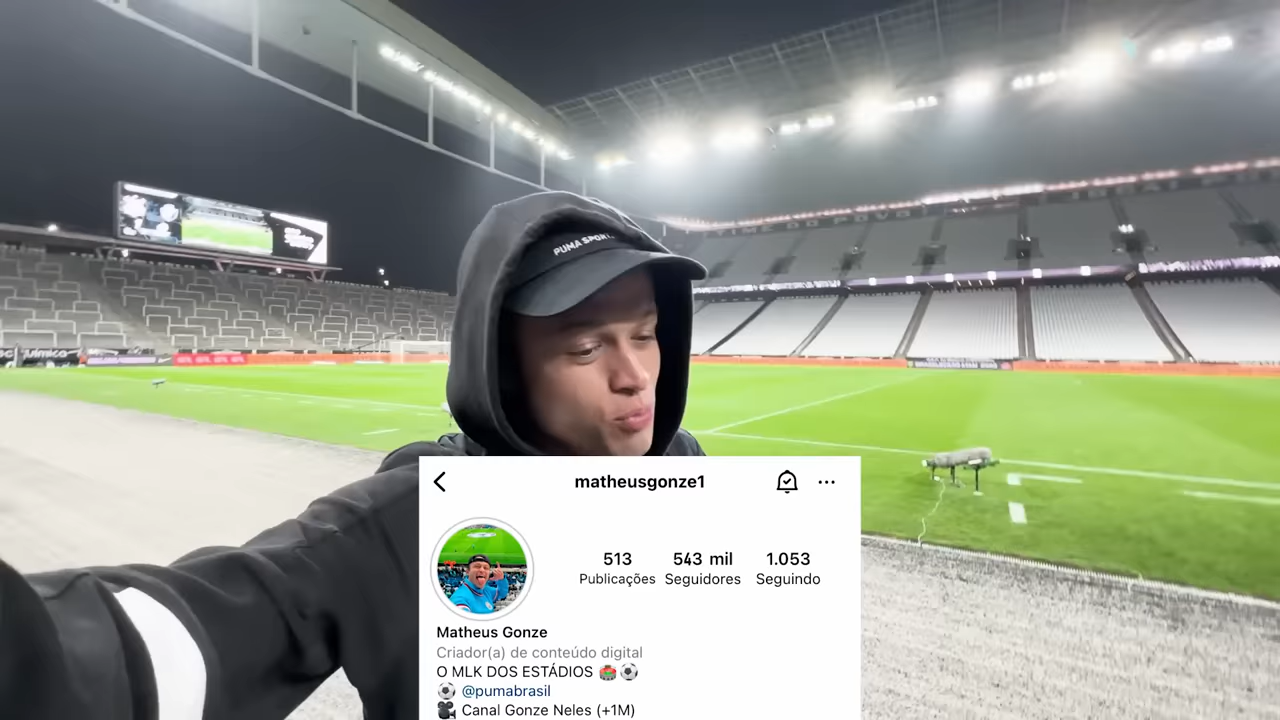 PUMA SPORT
matheusgonze1
513
543 mil
1.053
Publicações
Seguidores
Seguindo
Matheus Gonze
Criador(a) de conteúdo digital
O MLK DOS ESTÁDIOS 🏟️⚽
⚽ @pumabrasil
🎥 Canal Gonze Neles (+1M)